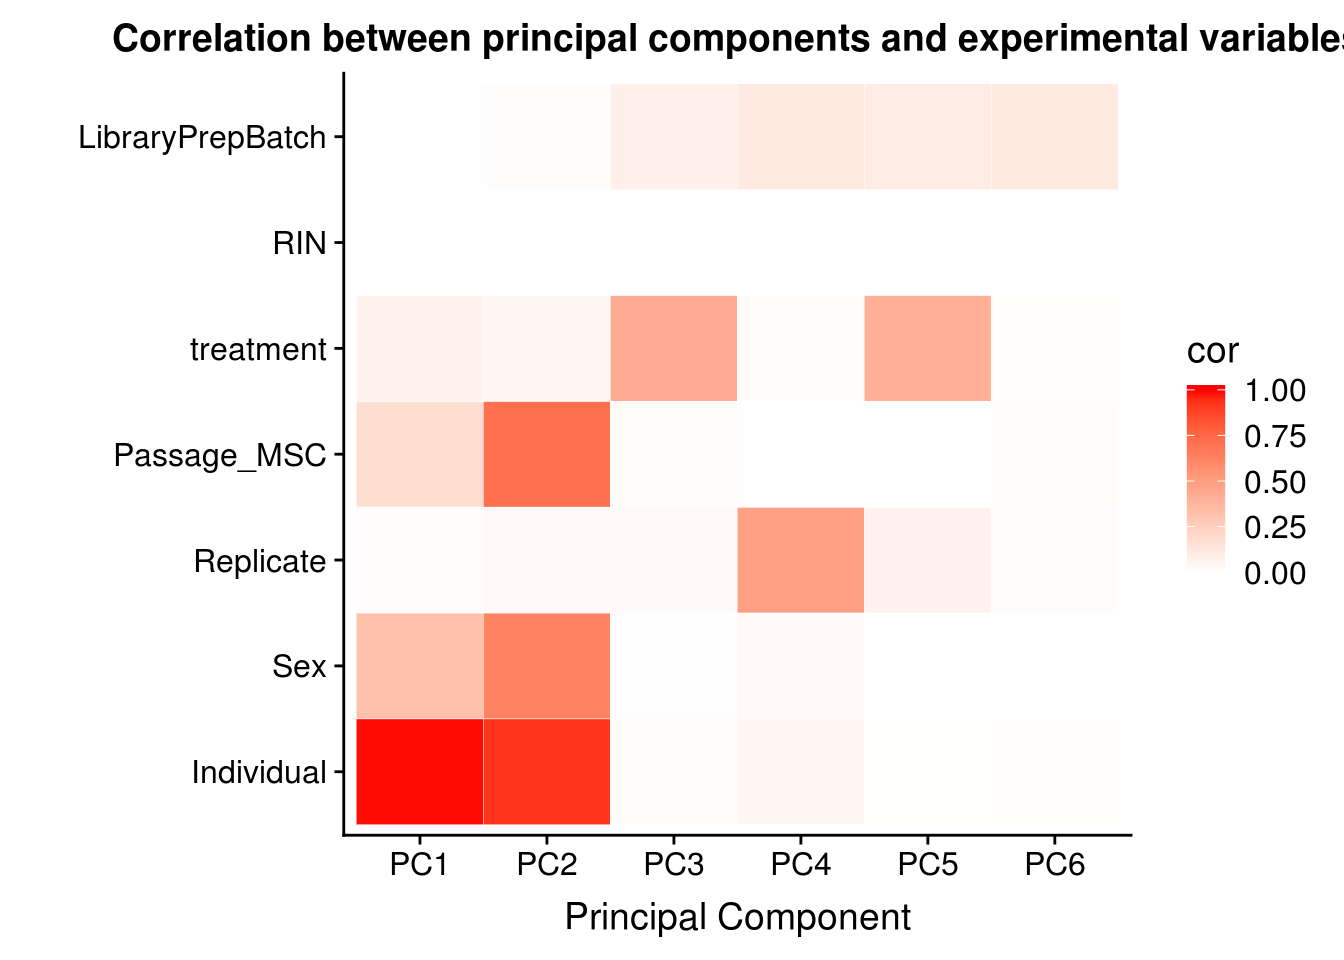 Correlation between principal components and experimental variables
LibraryPrepBatch
RIN
treatment
Passage_MSC
Replicate
Sex
Individual
PC1 PC2 PC3 PC4 PC5 PC6
Principal Component
cor
1.00
0.75
0.50
0.25
0.00